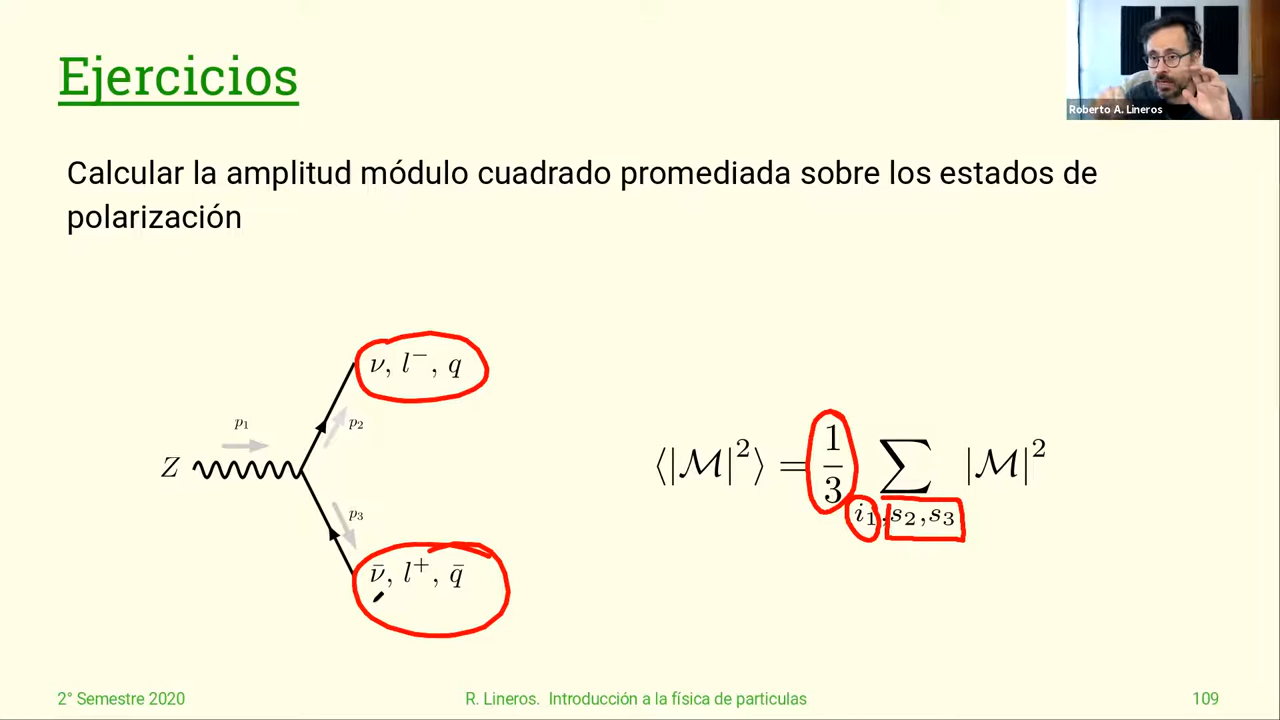 Ejercicios
Roberto A. Lineros
Calcular la amplitud módulo cuadrado promediada sobre los estados de
polarización
ν, l⁻, q
p₁
p₂
Z
⟨|ℳ|²⟩ = 1/3 ∑ |ℳ|²
i₁,s₂,s₃
p₃
ν̄, l⁺, q̄
2° Semestre 2020
R. Lineros. Introducción a la física de particulas
109